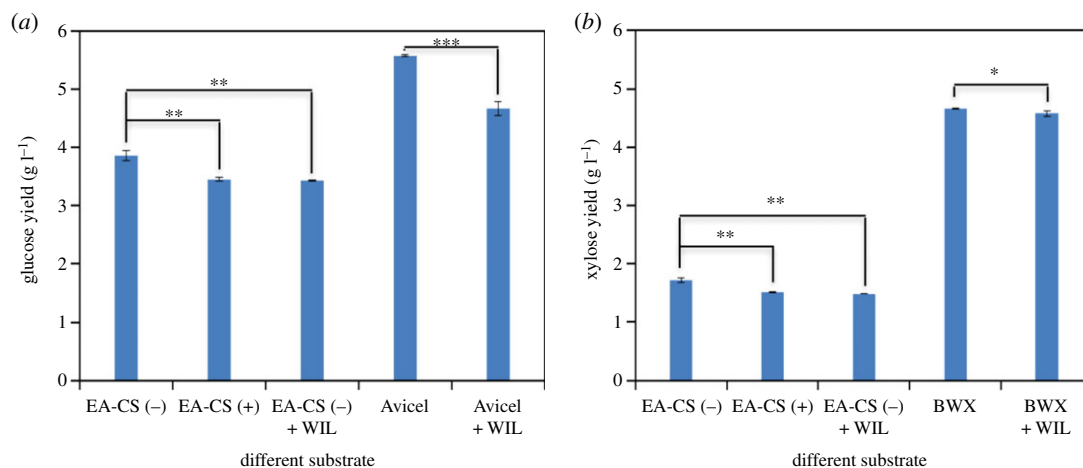 (a)
6
5
4
3
2
1
0
glucose yield (g l⁻¹)
**
**
***
EA-CS (–) EA-CS (+) EA-CS (–) Avicel Avicel
+ WIL + WIL
different substrate
(b)
6
5
4
3
2
1
0
xylose yield (g l⁻¹)
**
**
*
EA-CS (–) EA-CS (+) EA-CS (–) BWX BWX
+ WIL + WIL
different substrate